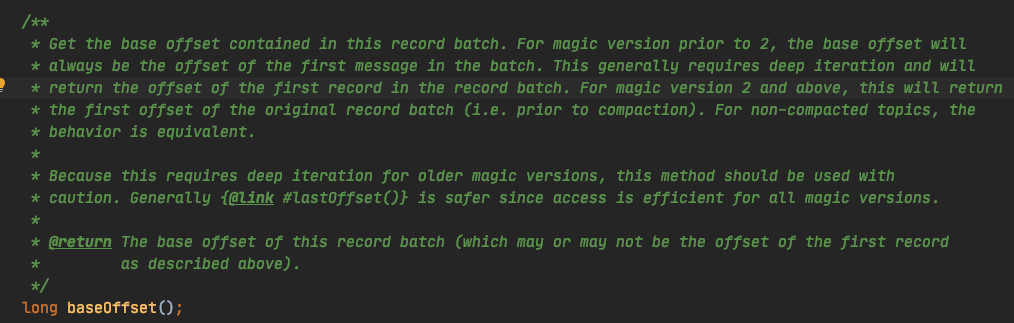 /**
 * Get the base offset contained in this record batch. For magic version prior to 2, the base offset will
 * always be the offset of the first message in the batch. This generally requires deep iteration and will
 * return the offset of the first record in the record batch. For magic version 2 and above, this will return
 * the first offset of the original record batch (i.e. prior to compaction). For non-compacted topics, the
 * behavior is equivalent.
 *
 * Because this requires deep iteration for older magic versions, this method should be used with
 * caution. Generally {@link #lastOffset()} is safer since access is efficient for all magic versions.
 *
 * @return The base offset of this record batch (which may or may not be the offset of the first record
 *         as described above).
 */
long baseOffset();